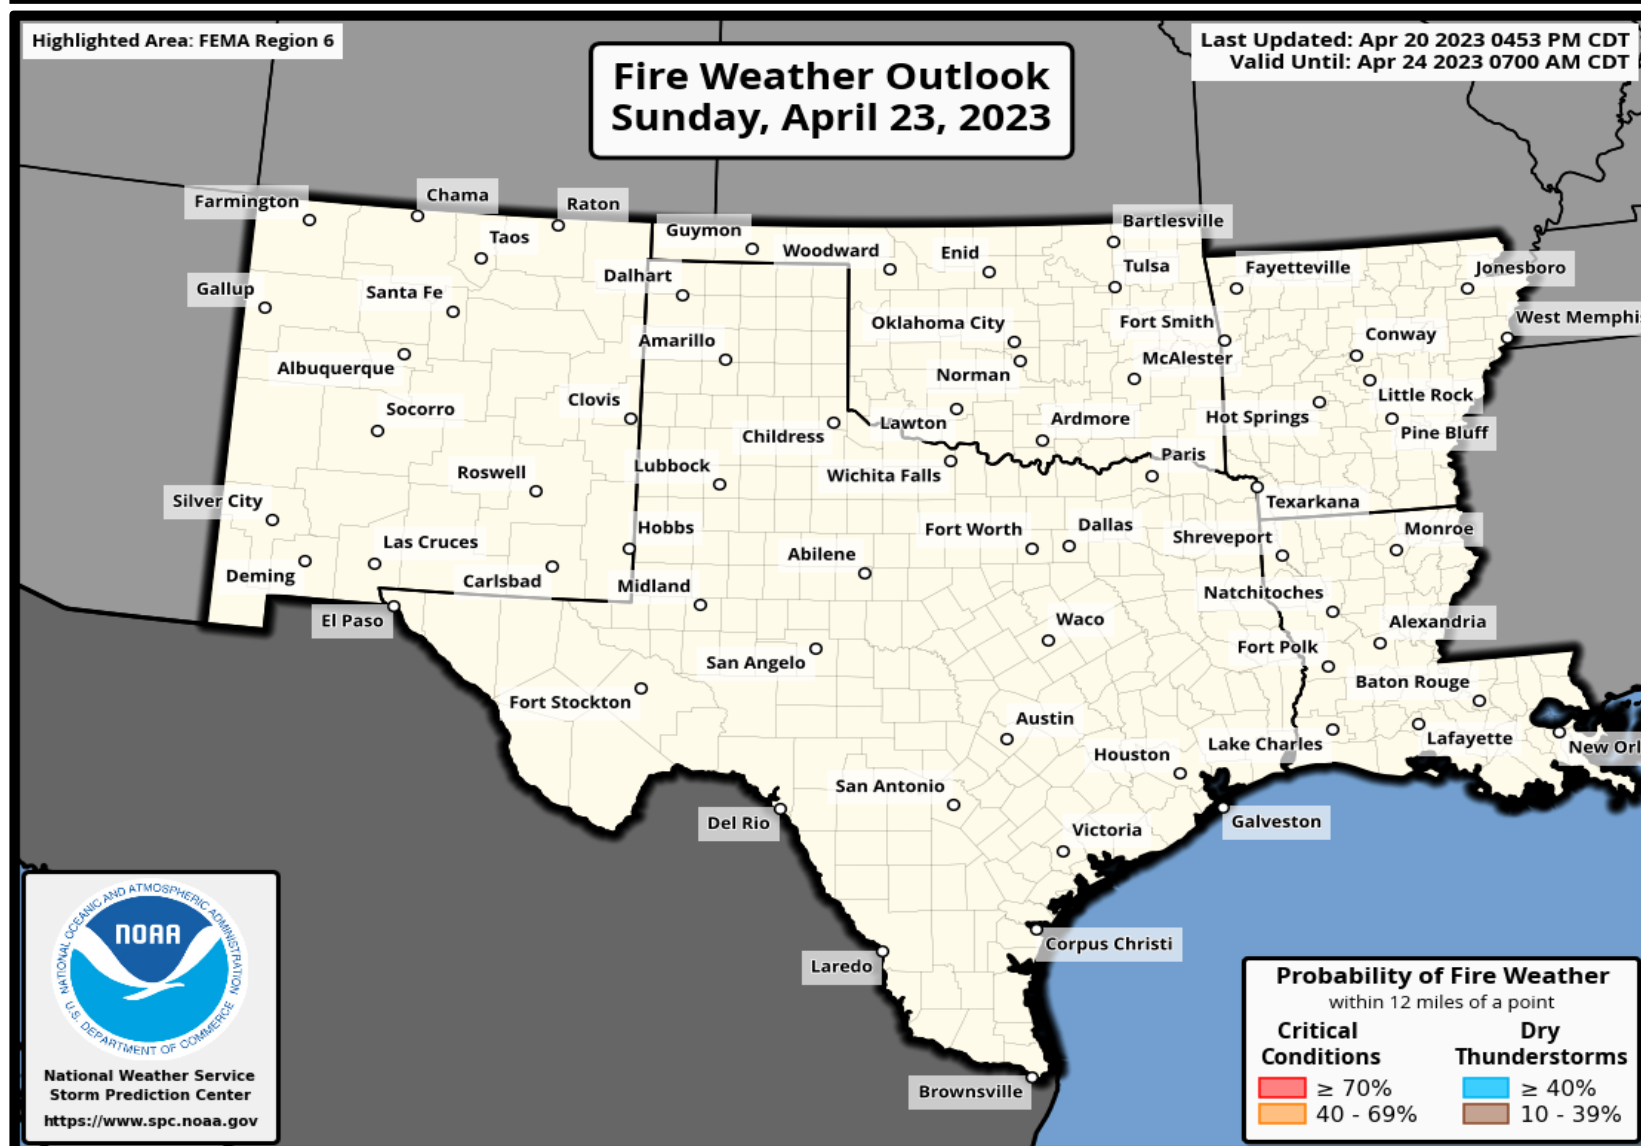 Highlighted Area: FEMA Region 6
Last Updated: Apr 20 2023 0453 PM CDT
Valid Until: Apr 24 2023 0700 AM CDT
Fire Weather Outlook
Sunday, April 23, 2023
Farmington
Chama
Raton
Taos
Guymon
Woodward
Enid
Bartlesville
Tulsa
Fayetteville
Jonesboro
Gallup
Santa Fe
Dalhart
Oklahoma City
Fort Smith
West Memphis
Amarillo
Conway
Albuquerque
Norman
McAlester
Little Rock
Socorro
Clovis
Childress
Lawton
Ardmore
Hot Springs
Pine Bluff
Roswell
Lubbock
Wichita Falls
Paris
Silver City
Texarkana
Hobbs
Fort Worth
Dallas
Shreveport
Monroe
Las Cruces
Abilene
Deming
Carlsbad
Midland
Natchitoches
El Paso
Waco
Alexandria
San Angelo
Fort Polk
Fort Stockton
Baton Rouge
Austin
Houston
Lake Charles
Lafayette
New Orl
San Antonio
Del Rio
Victoria
Galveston
Corpus Christi
Laredo
Brownsville
NATIONAL OCEANIC AND ATMOSPHERIC ADMINISTRATION
NOAA
U.S. DEPARTMENT OF COMMERCE
National Weather Service
Storm Prediction Center
https://www.spc.noaa.gov
Probability of Fire Weather
within 12 miles of a point
Critical Conditions
≥ 70%
40 - 69%
Dry Thunderstorms
≥ 40%
10 - 39%